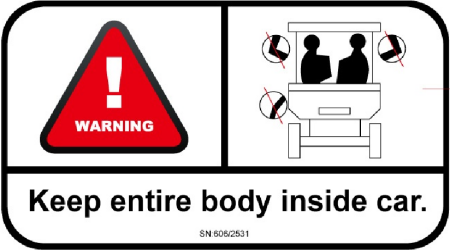 !
WARNING
Keep entire body inside car.
SN:606/2531